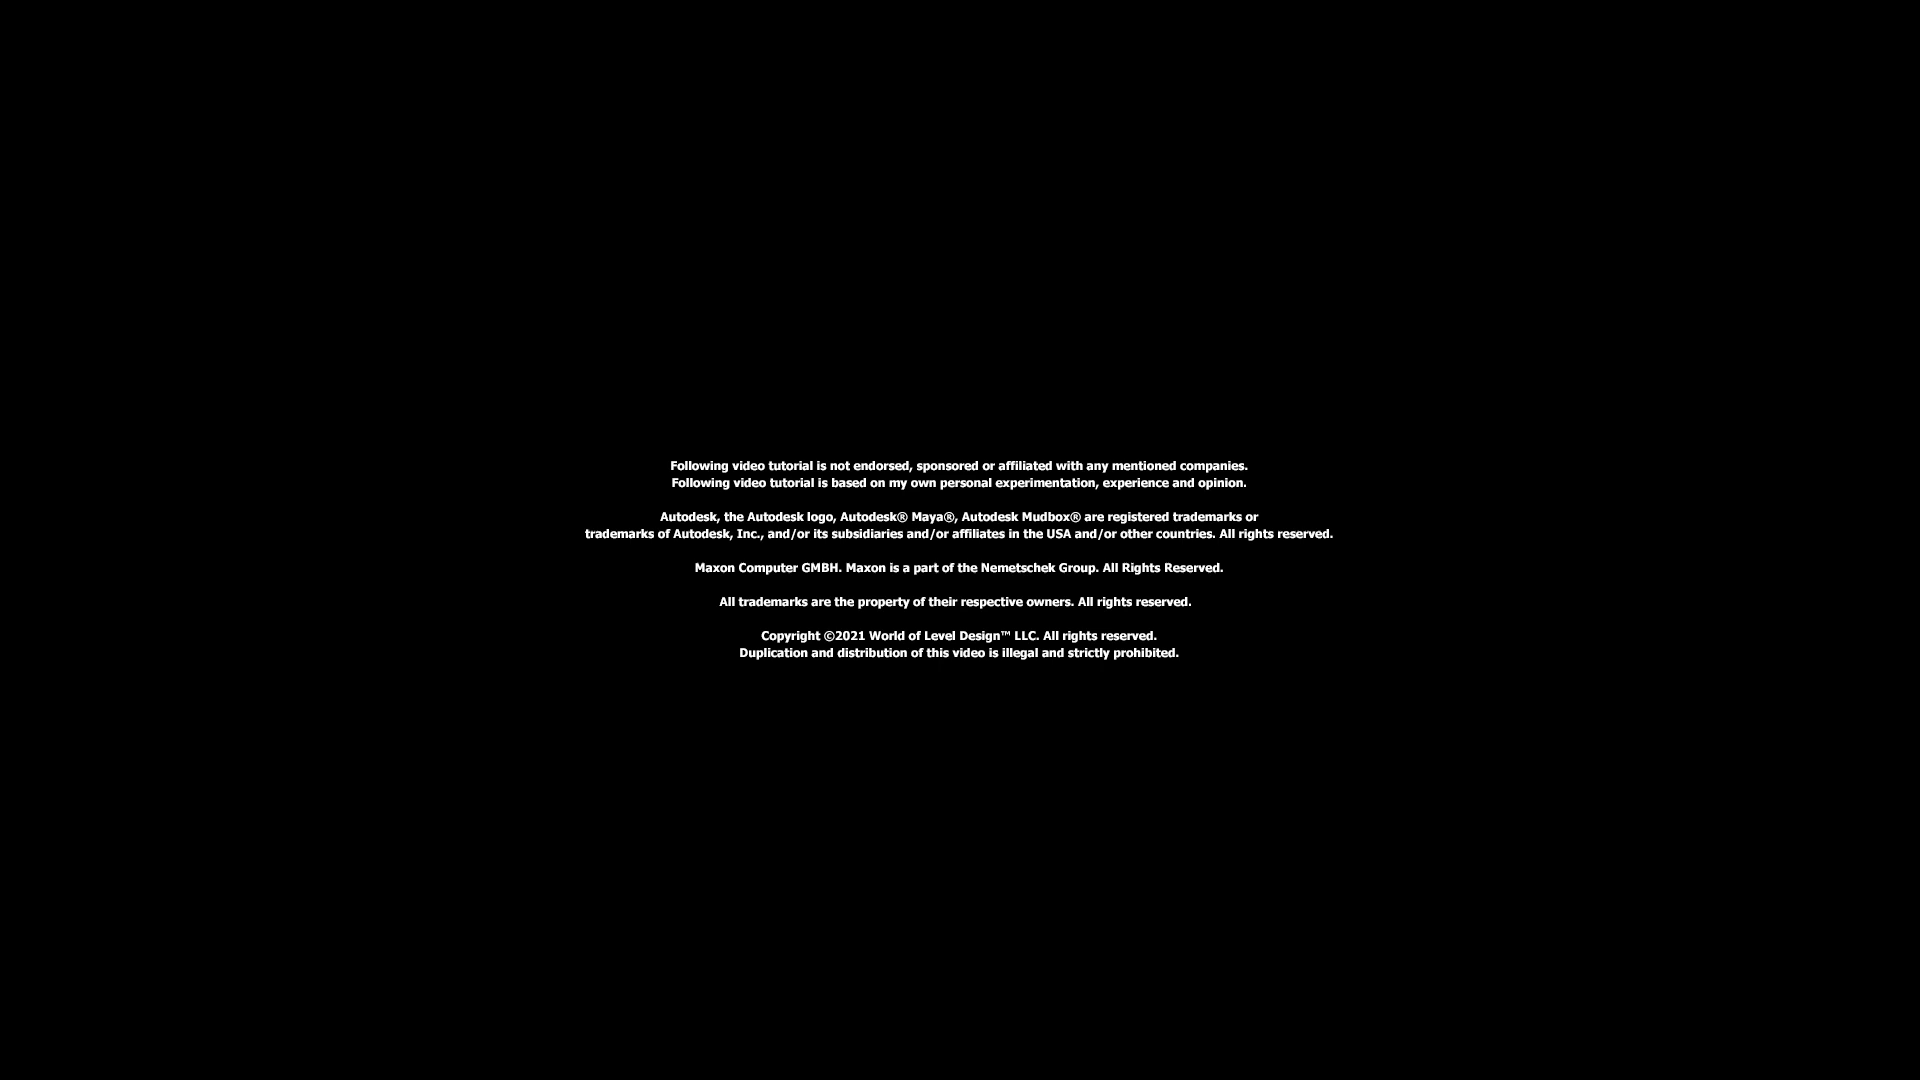 Following video tutorial is not endorsed, sponsored or affiliated with any mentioned companies.
Following video tutorial is based on my own personal experimentation, experience and opinion.
Autodesk, the Autodesk logo, Autodesk® Maya®, Autodesk Mudbox® are registered trademarks or
trademarks of Autodesk, Inc., and/or its subsidiaries and/or affiliates in the USA and/or other countries. All rights reserved.
Maxon Computer GMBH. Maxon is a part of the Nemetschek Group. All Rights Reserved.
All trademarks are the property of their respective owners. All rights reserved.
Copyright ©2021 World of Level Design™ LLC. All rights reserved.
Duplication and distribution of this video is illegal and strictly prohibited.